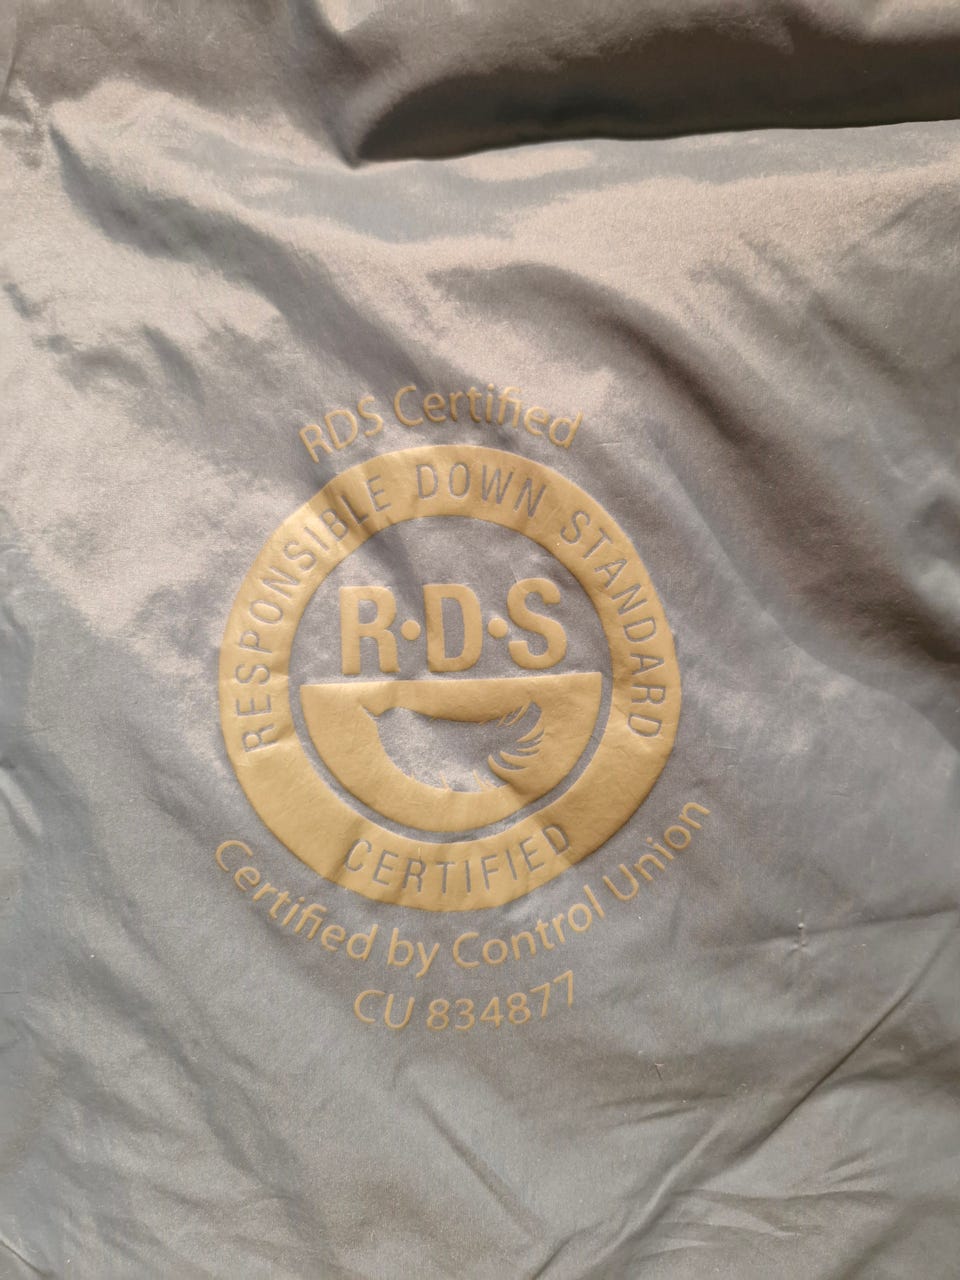 RDS Certified
RESPONSIBLE DOWN STANDARD
R•D•S
CERTIFIED
Certified by Control Union
CU 834877